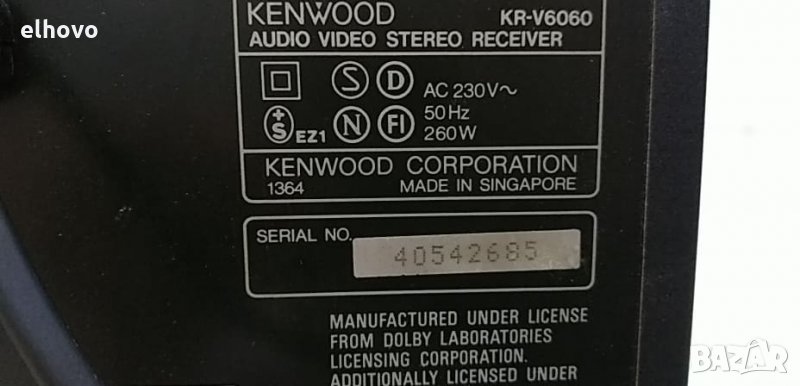 elhovo
KENWOOD KR-V6060
AUDIO VIDEO STEREO RECEIVER
S D AC 230V~
50Hz
S EZ1 N FI 260W
KENWOOD CORPORATION
1364 MADE IN SINGAPORE
SERIAL NO. 40542685
MANUFACTURED UNDER LICENSE
FROM DOLBY LABORATORIES
LICENSING CORPORATION.
ADDITIONALLY LICENSED UNDER
BAZAR